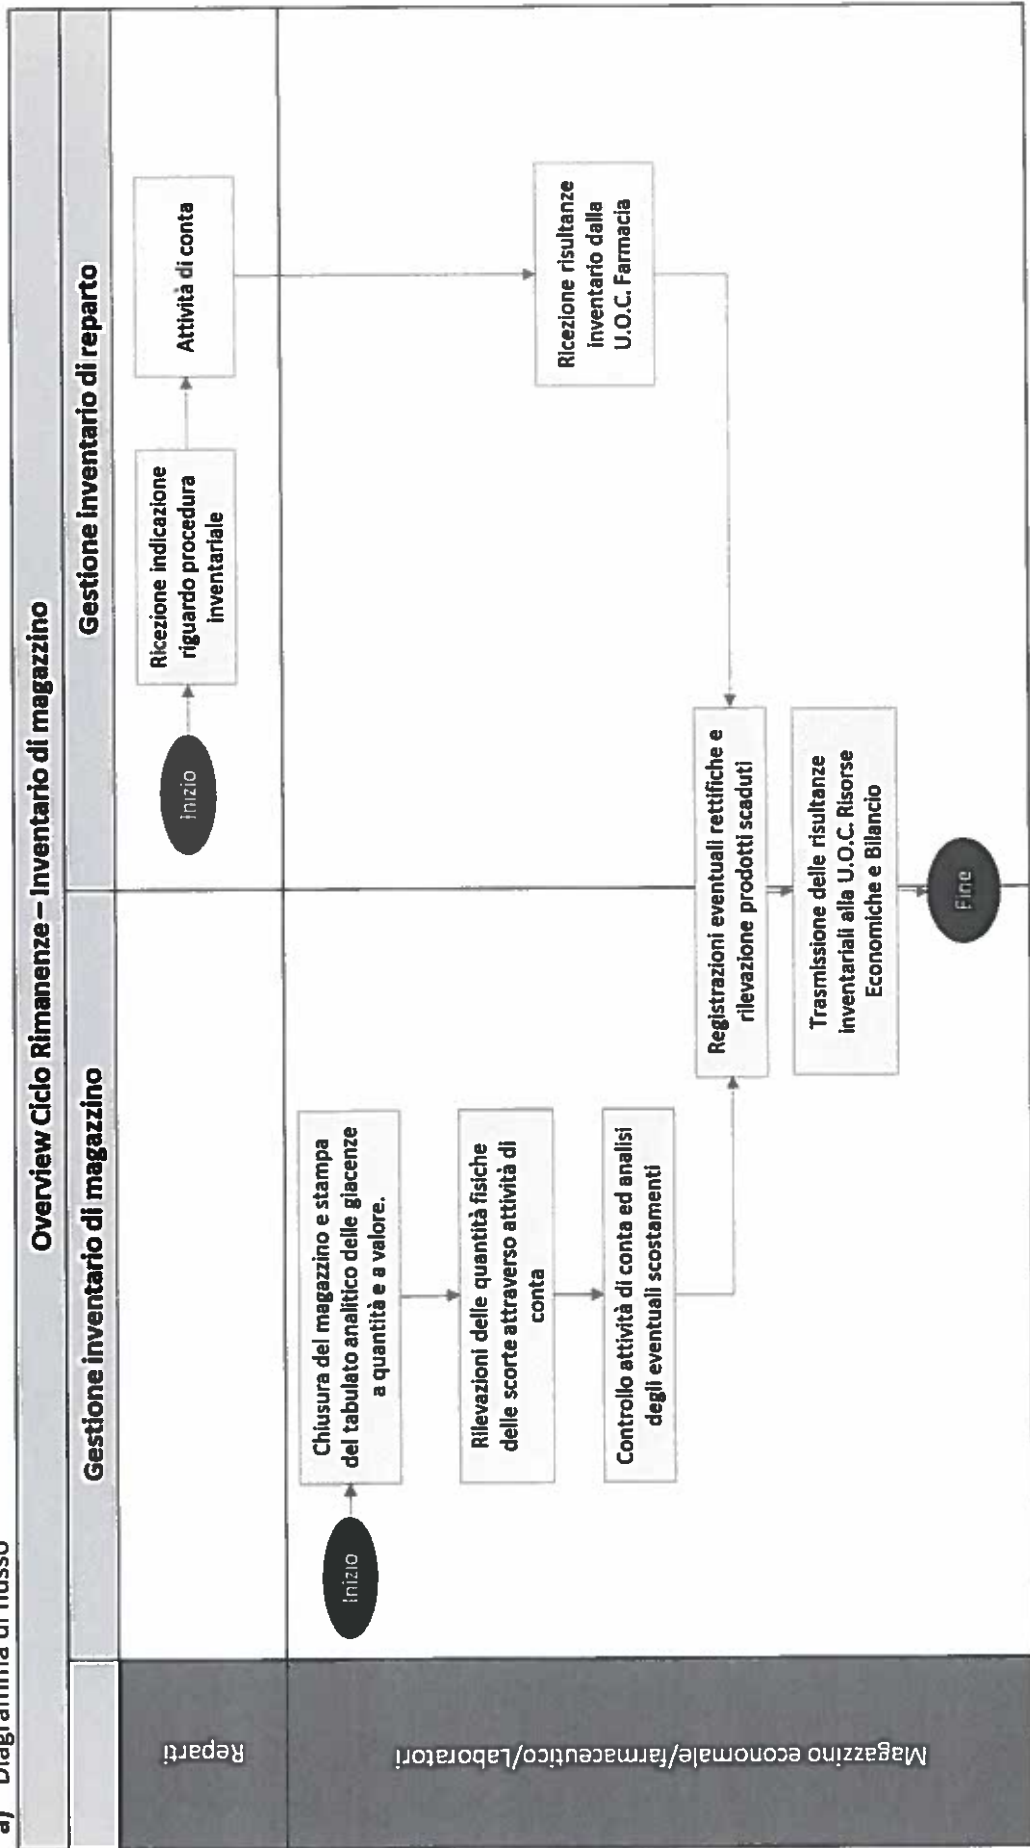 a) Diagramma di flusso
Overview Ciclo Rimanenze – Inventario di magazzino
Gestione inventario di magazzino
Gestione inventario di reparto
Reparti
Inizio
Ricezione indicazione
riguardo procedura
inventariale
Attività di conta
Magazzino economale/farmaceutico/Laboratori
Inizio
Chiusura del magazzino e stampa
del tabulato analitico delle giacenze
a quantità e a valore.
Rilevazioni delle quantità fisiche
delle scorte attraverso attività di
conta
Controllo attività di conta ed analisi
degli eventuali scostamenti
Ricezione risultanze
inventario dalla
U.O.C. Farmacia
Registrazioni eventuali rettifiche e
rilevazione prodotti scaduti
Trasmissione delle risultanze
inventariali alla U.O.C. Risorse
Economiche e Bilancio
Fine